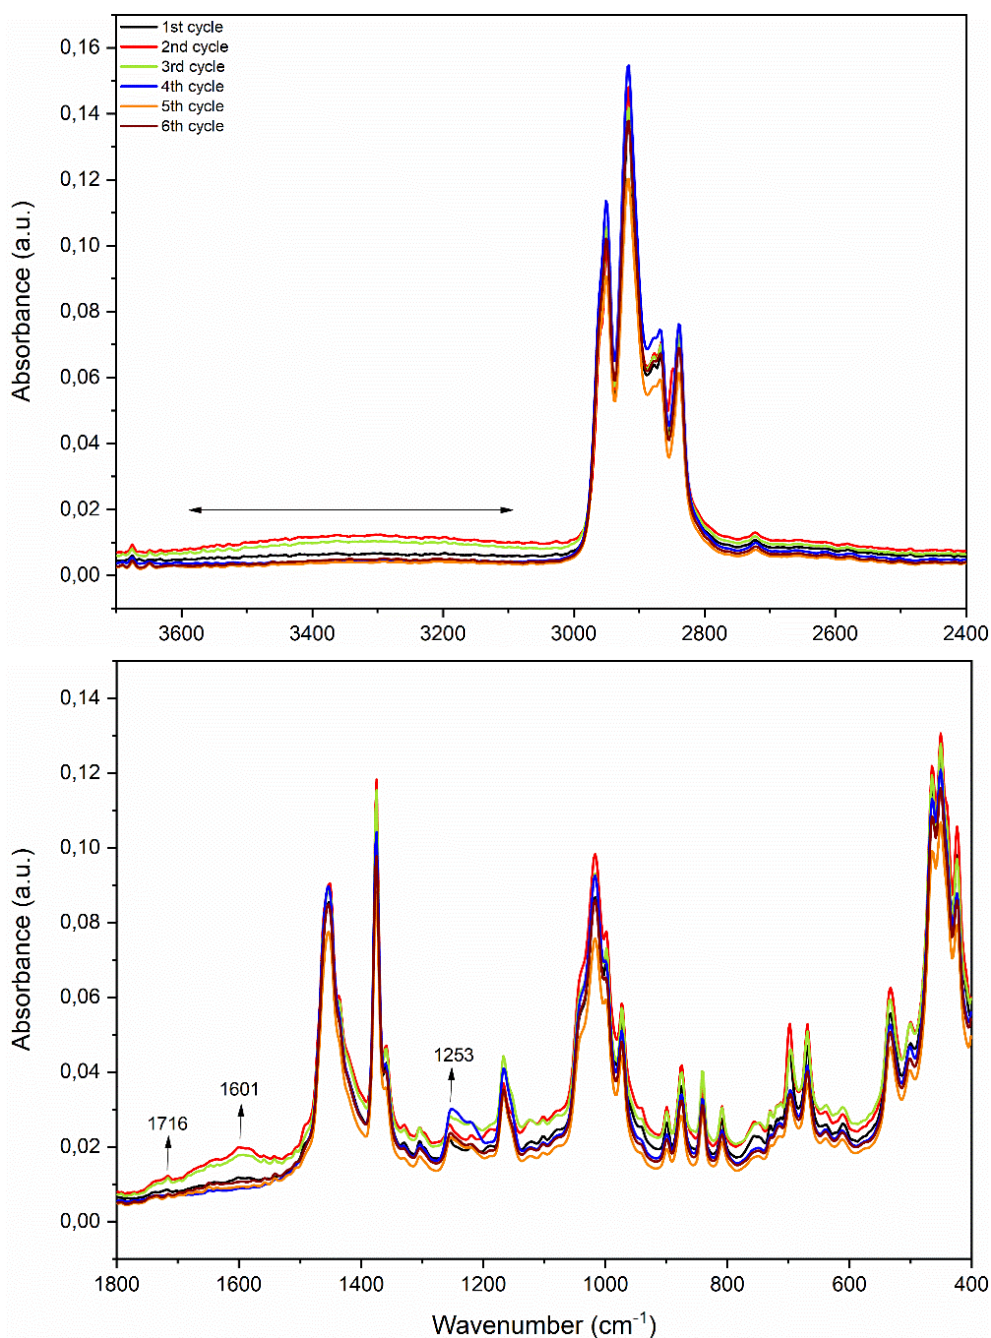 1st cycle
2nd cycle
3rd cycle
4th cycle
5th cycle
6th cycle
Absorbance (a.u.)
0,16
0,14
0,12
0,10
0,08
0,06
0,04
0,02
0,00
3600 3400 3200 3000 2800 2600 2400
Absorbance (a.u.)
0,14
0,12
0,10
0,08
0,06
0,04
0,02
0,00
1716
1601
1253
1800 1600 1400 1200 1000 800 600 400
Wavenumber (cm-1)